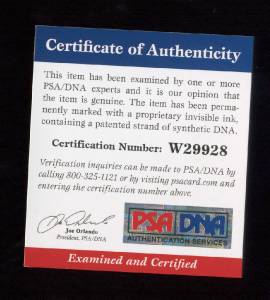 Certificate of Authenticity
This item has been examined by one or more
PSA/DNA experts and it is our opinion that
the item is genuine. The item has been perma-
nently marked with a proprietary invisible ink,
containing a patented strand of synthetic DNA.
Certification Number: W29928
Verification inquiries can be made to PSA/DNA by
calling 800-325-1121 or by visiting psacard.com and
entering the certification number above.
Joe Orlando
President, PSA/DNA
PSA DNA
AUTHENTICATION SERVICES
Examined and Certified